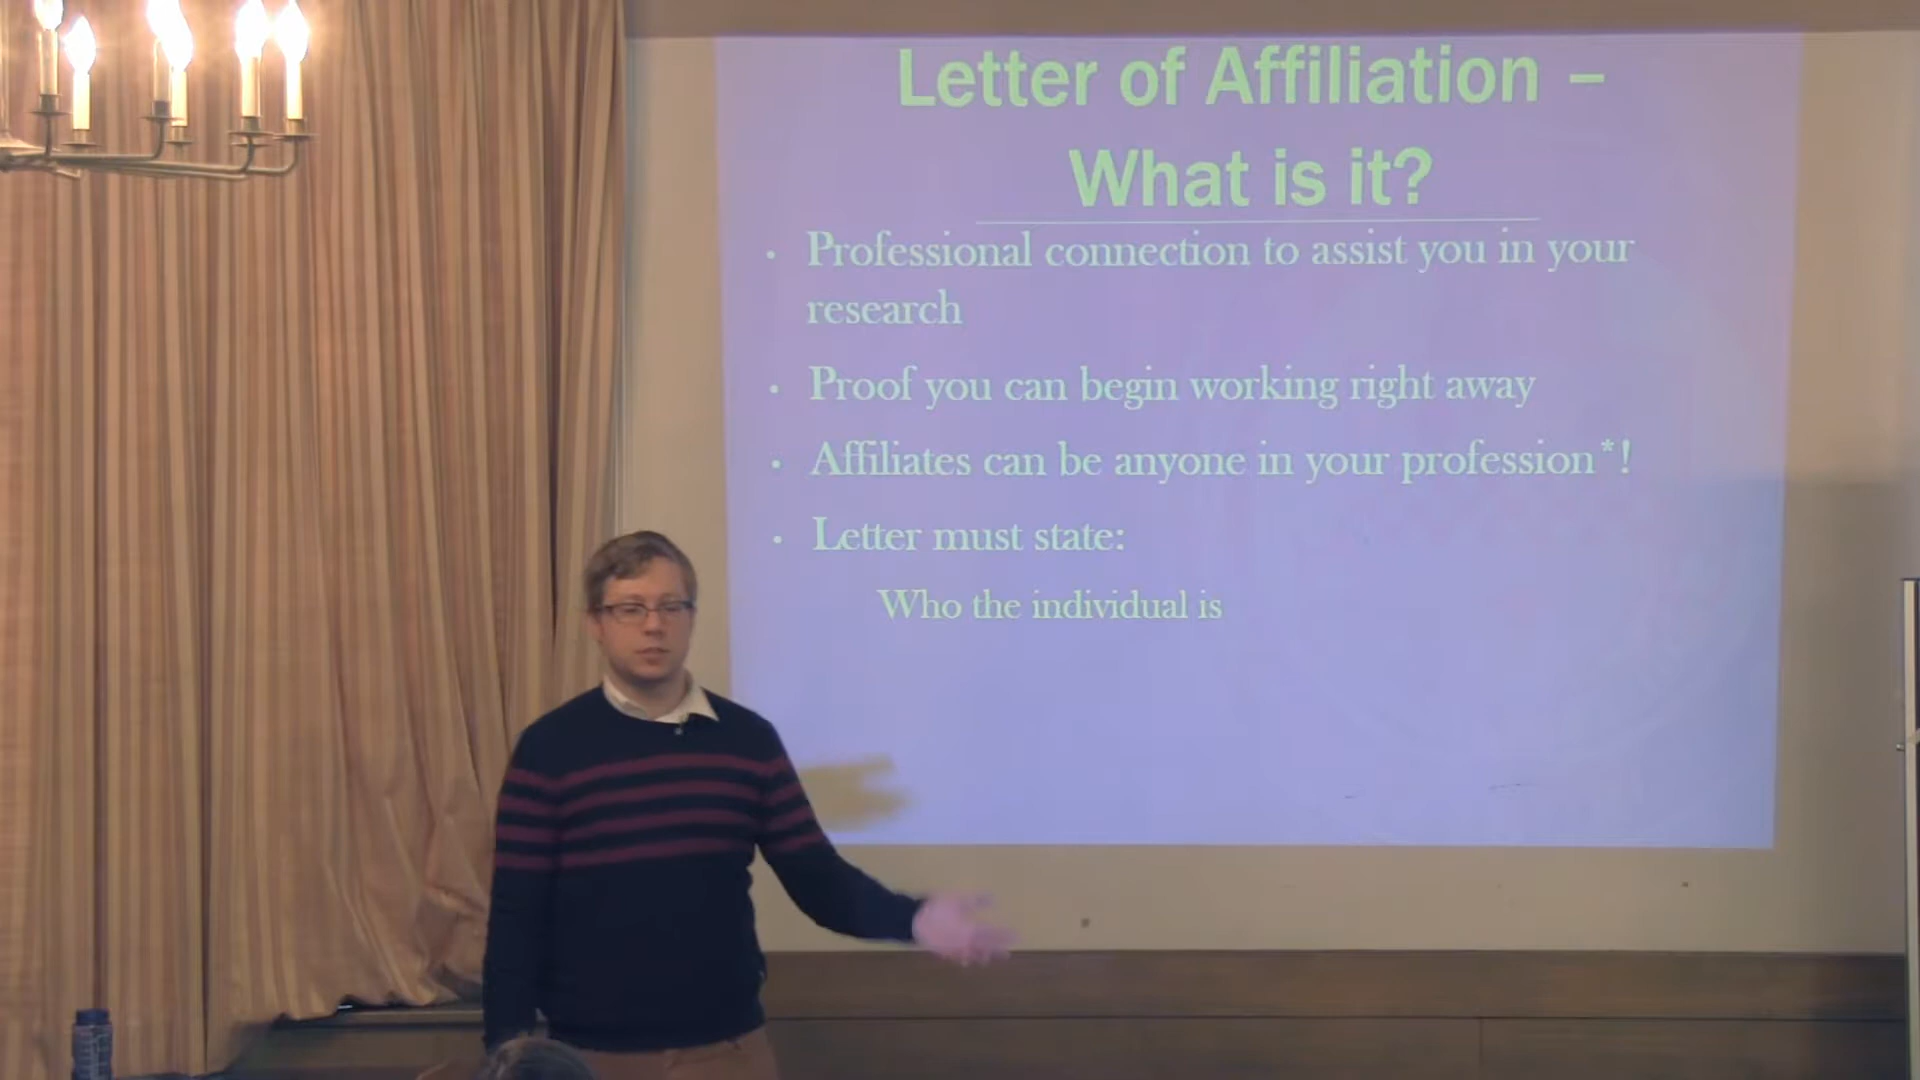 Letter of Affiliation –
What is it?
• Professional connection to assist you in your
research
• Proof you can begin working right away
• Affiliates can be anyone in your profession*!
• Letter must state:
Who the individual is